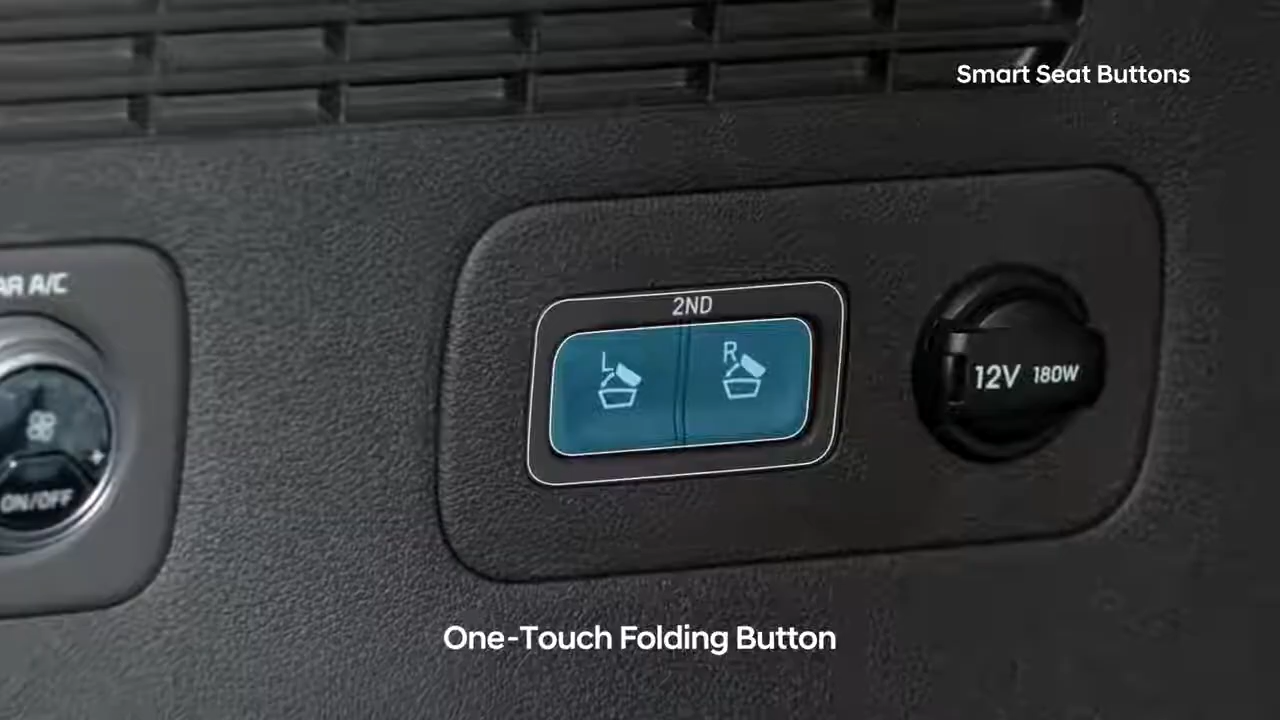 Smart Seat Buttons
AR A/C
ON/OFF
2ND
L R
12V 180W
One-Touch Folding Button